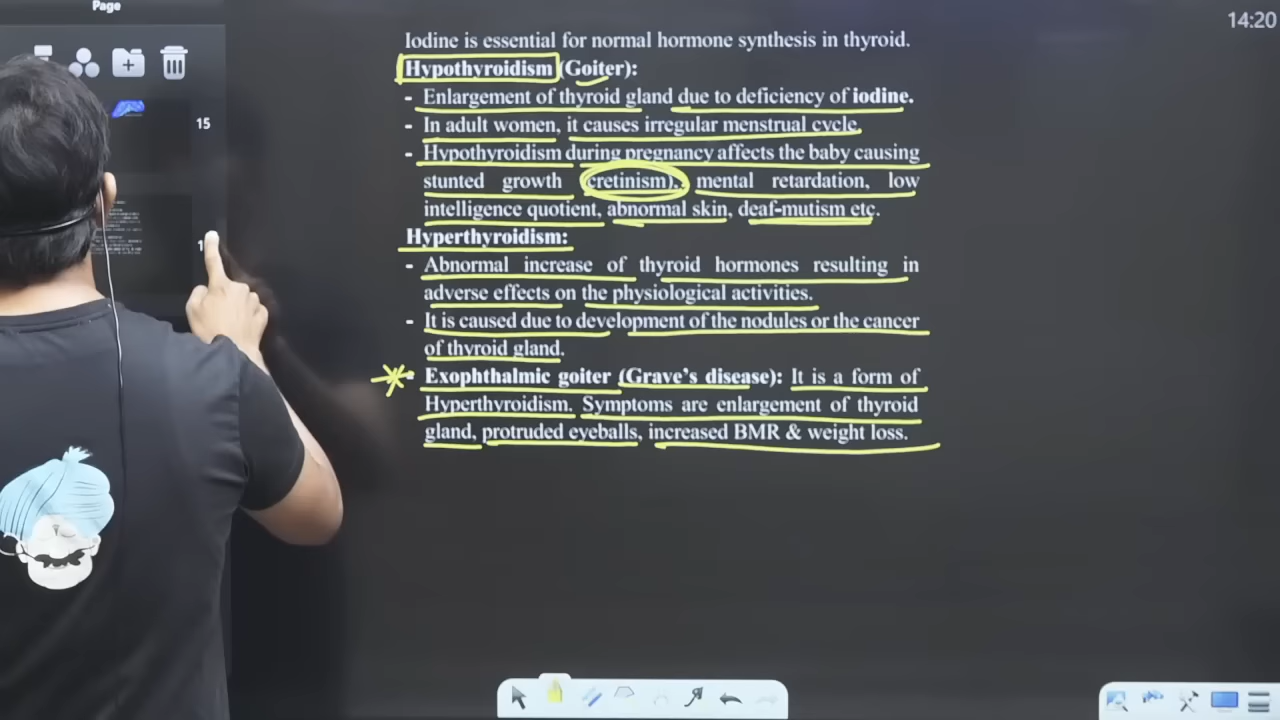 Page
14:20
15
Iodine is essential for normal hormone synthesis in thyroid.
Hypothyroidism (Goiter):
- Enlargement of thyroid gland due to deficiency of iodine.
- In adult women, it causes irregular menstrual cycle.
- Hypothyroidism during pregnancy affects the baby causing
stunted growth (cretinism), mental retardation, low
intelligence quotient, abnormal skin, deaf-mutism etc.
Hyperthyroidism:
- Abnormal increase of thyroid hormones resulting in
adverse effects on the physiological activities.
- It is caused due to development of the nodules or the cancer
of thyroid gland.
- Exophthalmic goiter (Grave's disease): It is a form of
Hyperthyroidism. Symptoms are enlargement of thyroid
gland, protruded eyeballs, increased BMR & weight loss.